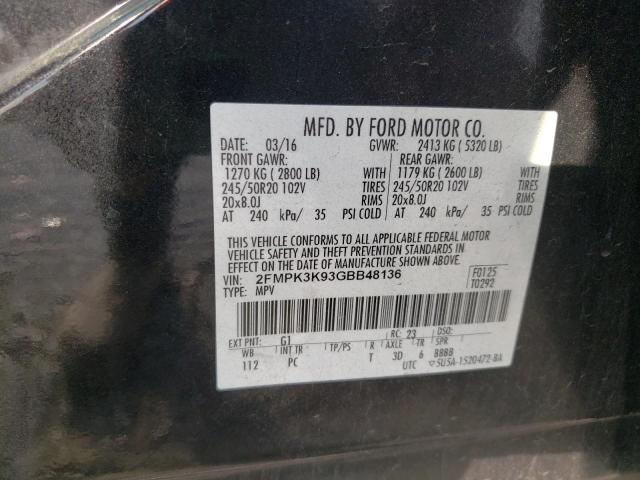 MFD. BY FORD MOTOR CO.
DATE: 03/16 GVWR: 2413 KG ( 5320 LB)
FRONT GAWR: REAR GAWR:
1270 KG ( 2800 LB) WITH 1179 KG ( 2600 LB) WITH
245/50R20 102V TIRES 245/50R20 102V TIRES
20x8.0J RIMS 20x8.0J RIMS
AT 240 kPa/ 35 PSI COLD AT 240 kPa/ 35 PSI COLD
THIS VEHICLE CONFORMS TO ALL APPLICABLE FEDERAL MOTOR
VEHICLE SAFETY AND THEFT PREVENTION STANDARDS IN
EFFECT ON THE DATE OF MANUFACTURE SHOWN ABOVE.
VIN: 2FMPK3K93GBB48136 F0125
TYPE: MPV T0292
EXT PNT: G1 RC: 23 DSO:
WB INT TR TP/PS R AXLE TR SPR
112 PC T 3D 6 BBBB
UTC ▽5U5A-1520472-BA